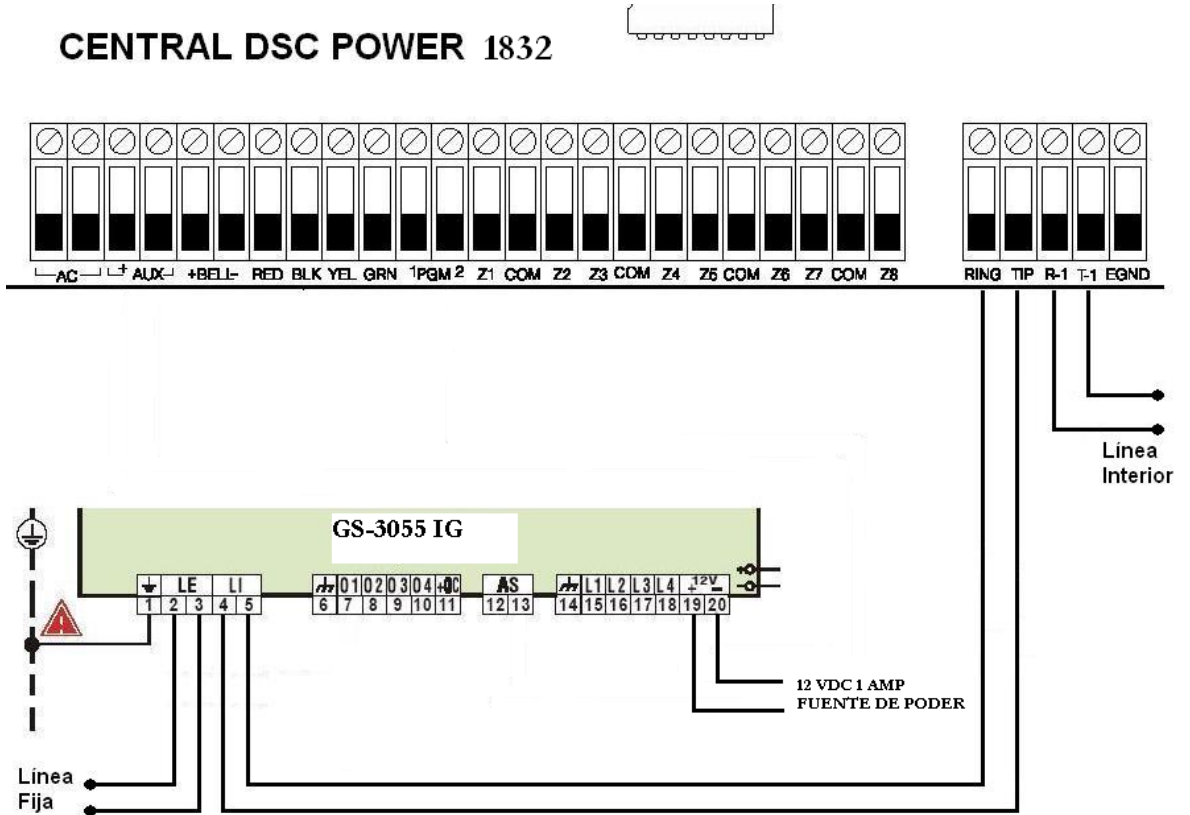 CENTRAL DSC POWER 1832
AC + AUX +BELL- RED BLK YEL GRN 1PGM2 Z1 COM Z2 Z3 COM Z4 Z5 COM Z6 Z7 COM Z8 RING TIP R-1 T-1 EGND
Línea
Interior
GS-3055 IG
LE LI 01 02 03 04 AS L1 L2 L3 L4 +12V-
1 2 3 4 5 6 7 8 9 10 11 12 13 14 15 16 17 18 19 20
12 VDC 1 AMP
FUENTE DE PODER
Línea
Fija